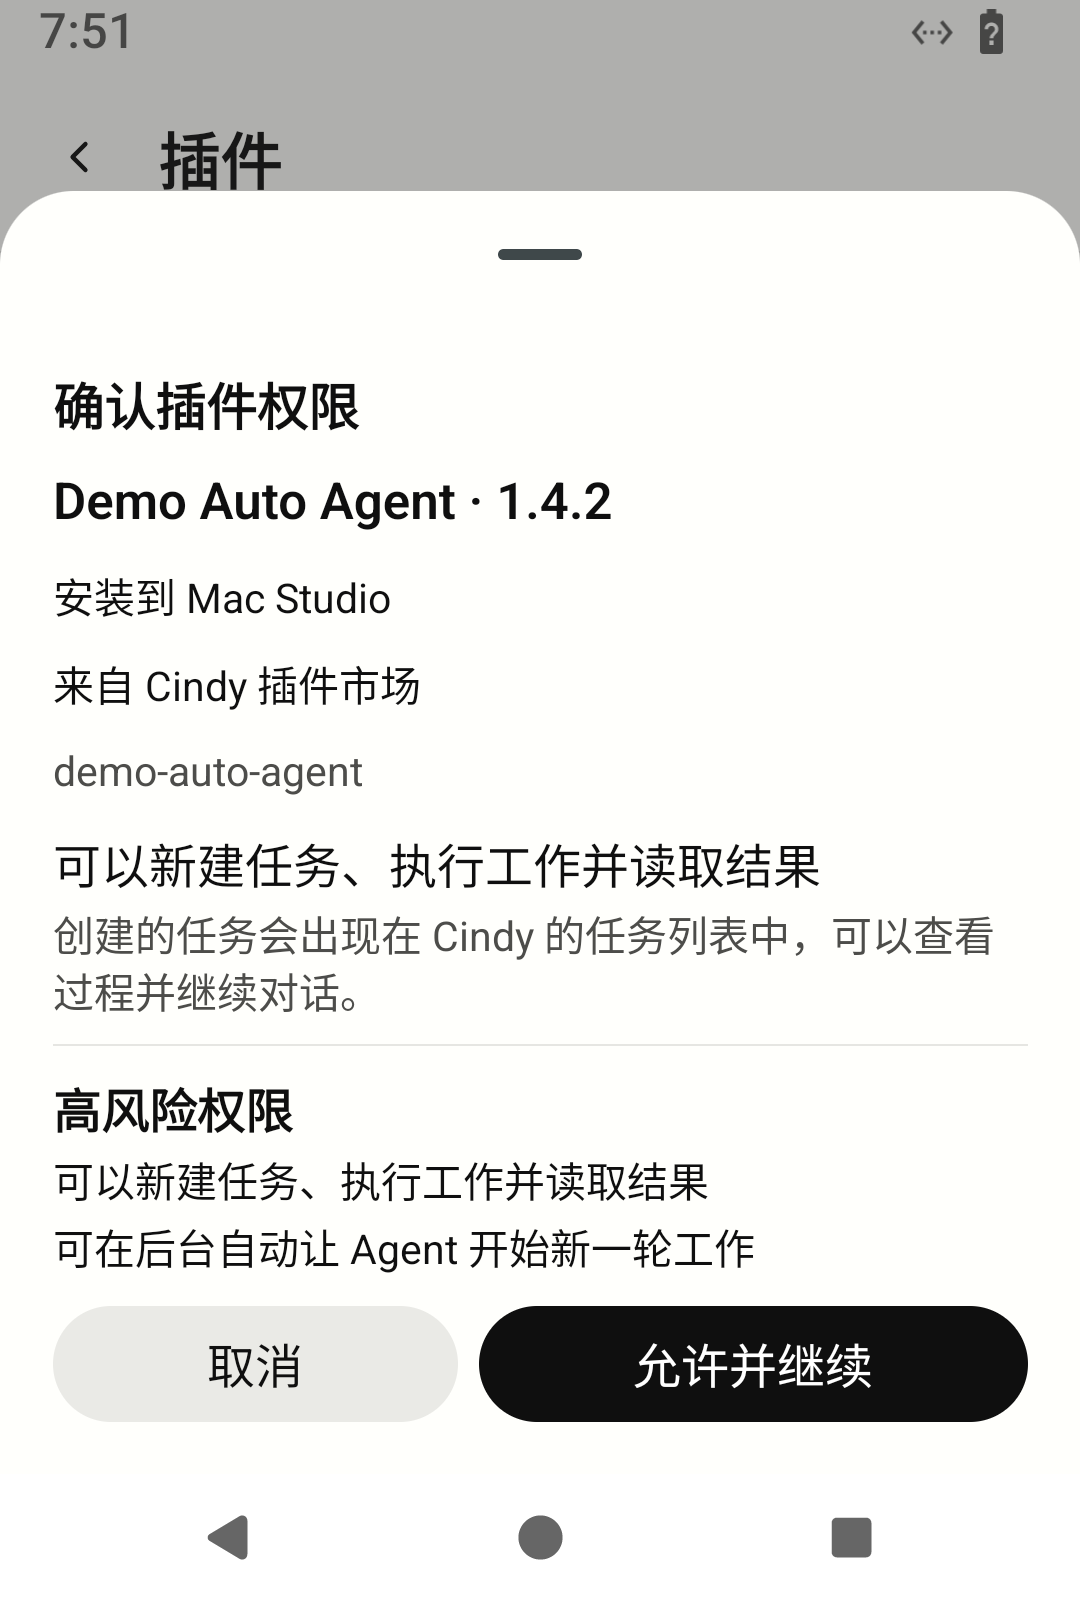 7:51
插件
确认插件权限
Demo Auto Agent · 1.4.2
安装到 Mac Studio
来自 Cindy 插件市场
demo-auto-agent
可以新建任务、执行工作并读取结果
创建的任务会出现在 Cindy 的任务列表中，可以查看
过程并继续对话。
高风险权限
可以新建任务、执行工作并读取结果
可在后台自动让 Agent 开始新一轮工作
取消
允许并继续